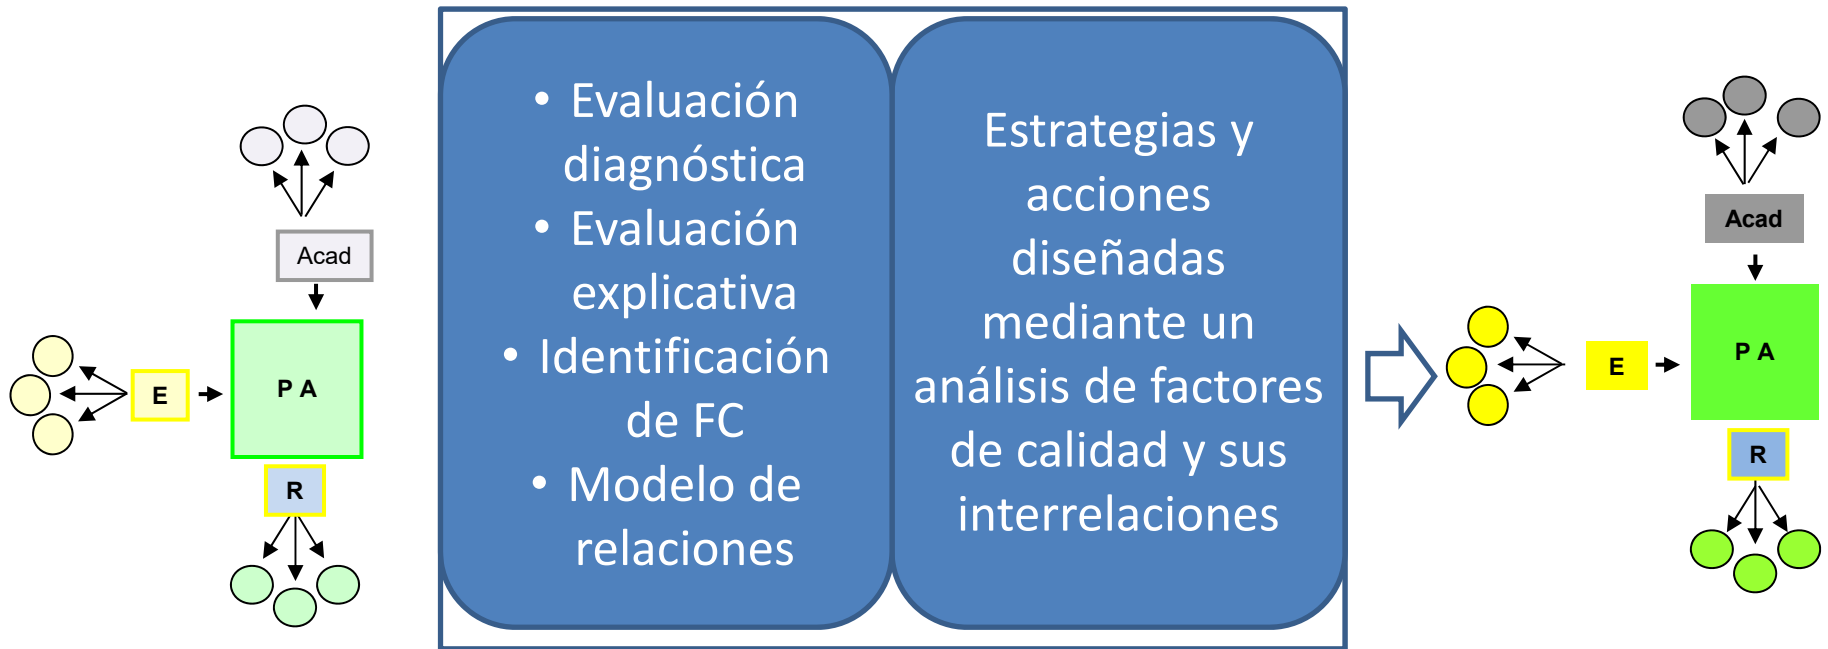 Acad
E
P A
R
• Evaluación
diagnóstica
• Evaluación
explicativa
• Identificación
de FC
• Modelo de
relaciones
Estrategias y
acciones
diseñadas
mediante un
análisis de factores
de calidad y sus
interrelaciones
Acad
E
P A
R